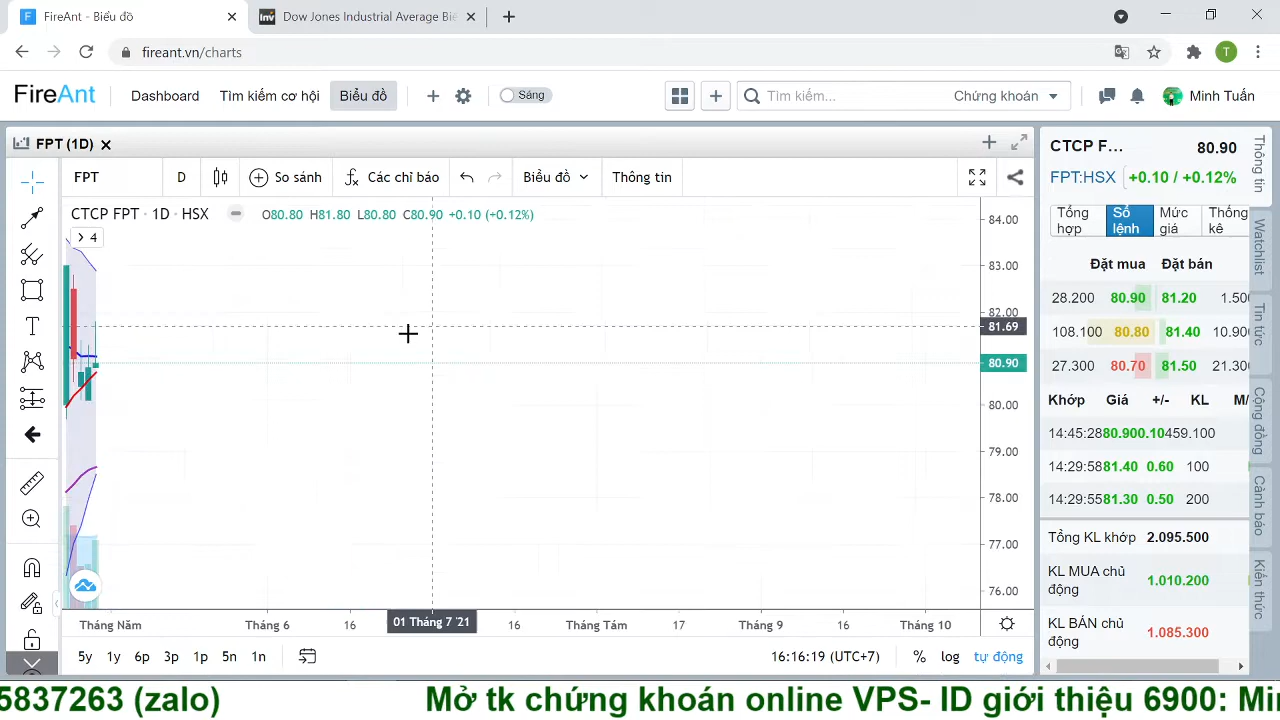 FireAnt - Biểu đồ
Dow Jones Industrial Average Biể
fireant.vn/charts
T
FireAnt
Dashboard
Tìm kiếm cơ hội
Biểu đồ
Sáng
Tìm kiếm...
Chứng khoán
Minh Tuấn
FPT (1D)
FPT
D
So sánh
Các chỉ báo
Biểu đồ
Thông tin
CTCP FPT · 1D · HSX
O80.80 H81.80 L80.80 C80.90 +0.10 (+0.12%)
4
84.00
83.00
82.00
81.69
80.90
80.00
79.00
78.00
77.00
76.00
Tháng Năm
Tháng 6
16
01 Tháng 7 '21
16
Tháng Tám
17
Tháng 9
16
Tháng 10
5y 1y 6p 3p 1p 5n 1n
16:16:19 (UTC+7)
% log tự động
CTCP F... 80.90
FPT:HSX +0.10 / +0.12%
Tổng hợp
Sổ lệnh
Mức giá
Thống kê
Đặt mua Đặt bán
28.200 80.90 81.20 1.500
108.100 80.80 81.40 10.900
27.300 80.70 81.50 21.300
Khớp Giá +/- KL M/
14:45:28 80.90 0.10 459.100
14:29:58 81.40 0.60 100
14:29:55 81.30 0.50 200
Tổng KL khớp 2.095.500
KL MUA chủ động 1.010.200
KL BÁN chủ động 1.085.300
Thông tin
Watchlist
Tin tức
Cộng đồng
Cảnh báo
Kiến thức
5837263 (zalo)
Mở tk chứng khoán online VPS- ID giới thiệu 6900: Mi